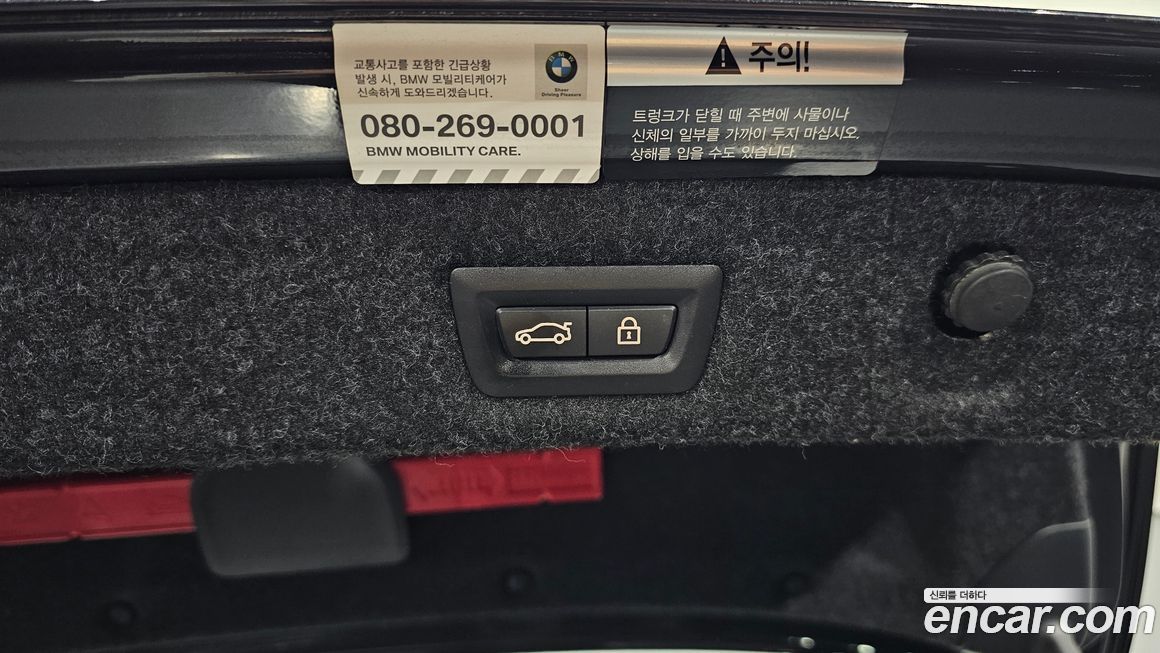 교통사고를 포함한 긴급상황
발생 시, BMW 모빌리티케어가
신속하게 도와드리겠습니다.
BMW
Sheer
Driving Pleasure
080-269-0001
BMW MOBILITY CARE.
주의!
트렁크가 닫힐 때 주변에 사물이나
신체의 일부를 가까이 두지 마십시오.
상해를 입을 수도 있습니다.
신뢰를 더하다
encar.com